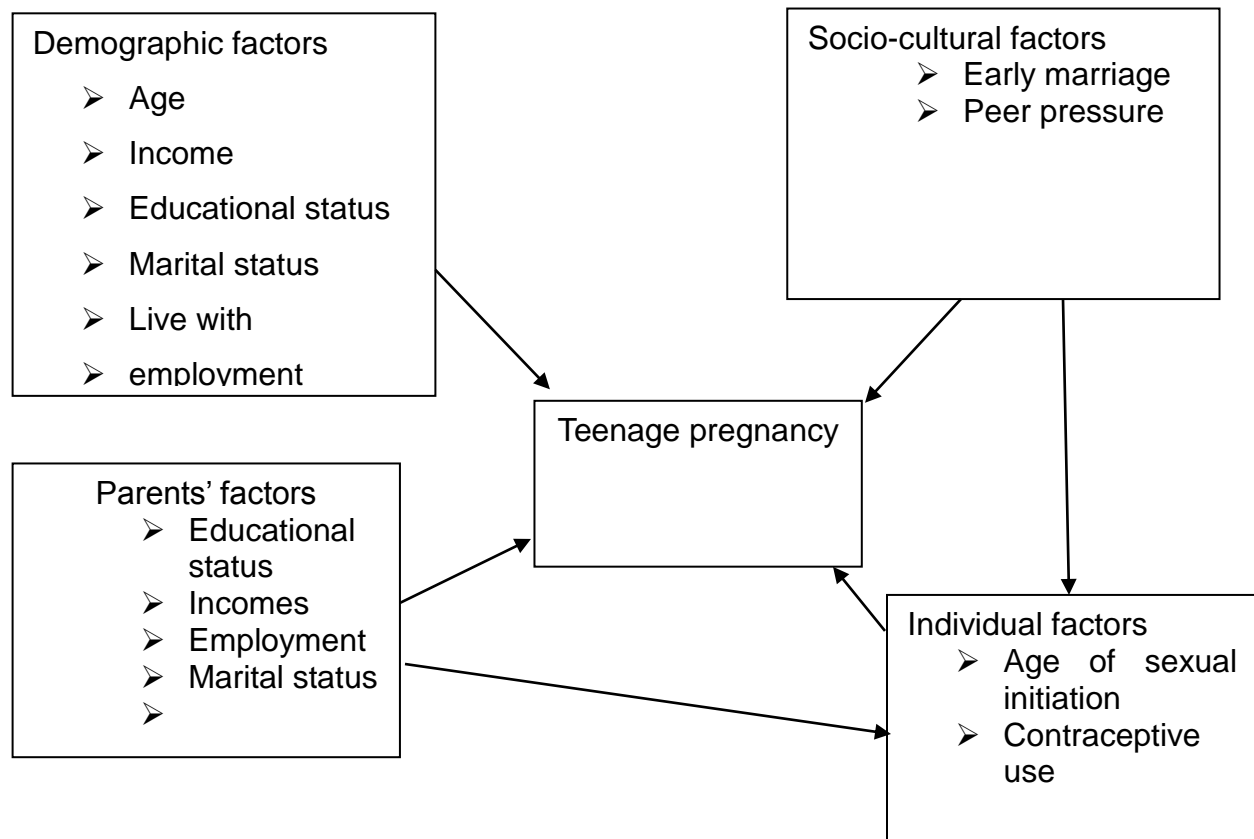 Demographic factors
➢ Age
➢ Income
➢ Educational status
➢ Marital status
➢ Live with
➢ employment
Socio-cultural factors
➢ Early marriage
➢ Peer pressure
Teenage pregnancy
Parents’ factors
➢ Educational
status
➢ Incomes
➢ Employment
➢ Marital status
➢
Individual factors
➢ Age of sexual
initiation
➢ Contraceptive
use